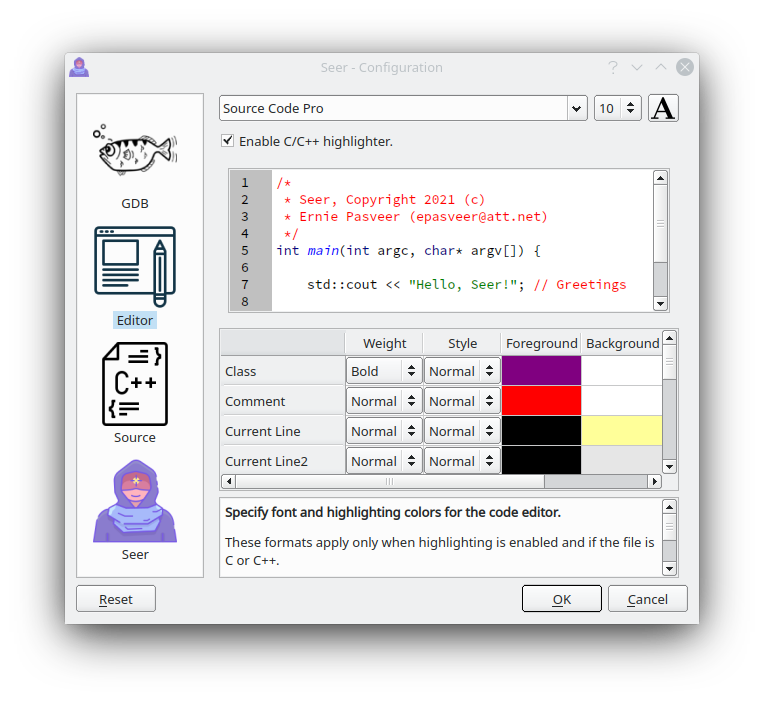 Seer - Configuration
GDB
Editor
C++
Source
Seer
Source Code Pro
10
A
Enable C/C++ highlighter.
1 /*
2  * Seer, Copyright 2021 (c)
3  * Ernie Pasveer (epasveer@att.net)
4  */
5 int main(int argc, char* argv[]) {
6
7     std::cout << "Hello, Seer!"; // Greetings
8
Weight Style Foreground Background
Class Bold Normal
Comment Normal Normal
Current Line Normal Normal
Current Line2 Normal Normal
Specify font and highlighting colors for the code editor.
These formats apply only when highlighting is enabled and if the file is
C or C++.
Reset OK Cancel